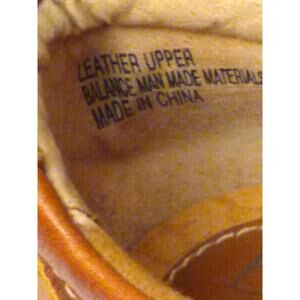 LEATHER UPPER
BALANCE MAN MADE MATERIALS
MADE IN CHINA